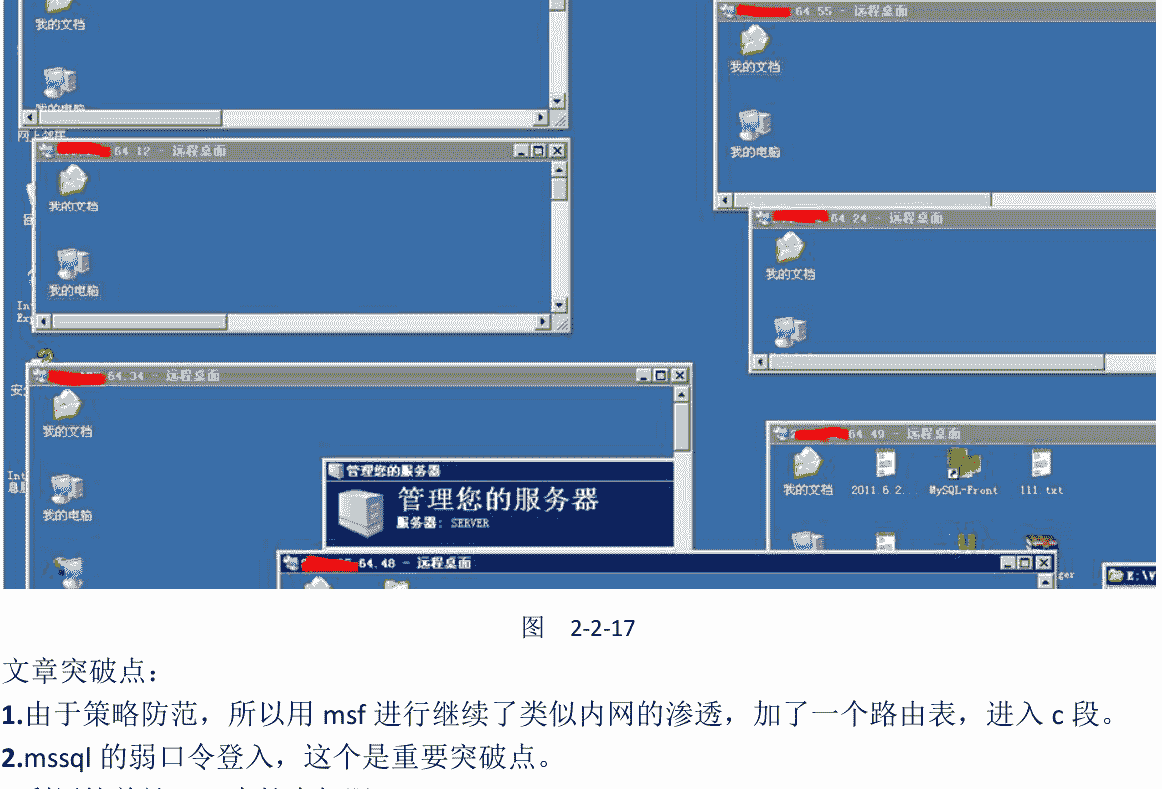 我的文档
我的电脑
64 12 - 远程桌面
我的文档
我的电脑
64 55 - 远程桌面
我的文档
我的电脑
64 24 - 远程桌面
我的文档
64.34 - 远程桌面
我的文档
我的电脑
管理您的服务器
管理您的服务器
服务器: SERVER
64 49 - 远程桌面
我的文档
2011.6 2...
MySQL-Front
111 txt
64.48 - 远程桌面
图 2-2-17
文章突破点:
1.由于策略防范,所以用 msf 进行继续了类似内网的渗透,加了一个路由表,进入 c 段。
2.mssql 的弱口令登入,这个是重要突破点。